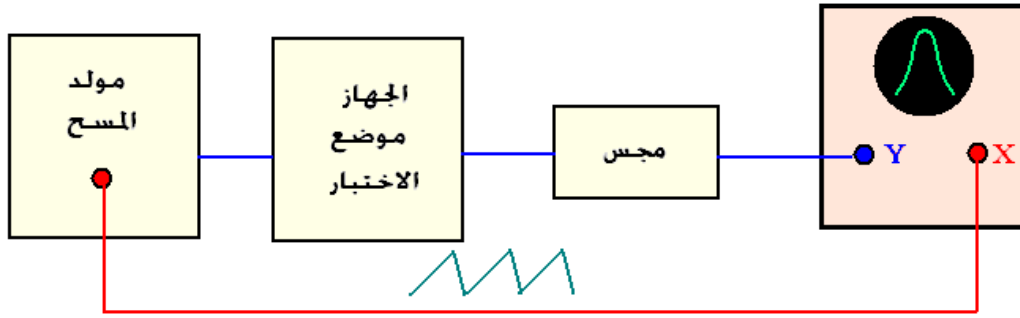 مولد
المسح
الجهاز
موضع
الاختبار
مجس
Y
X